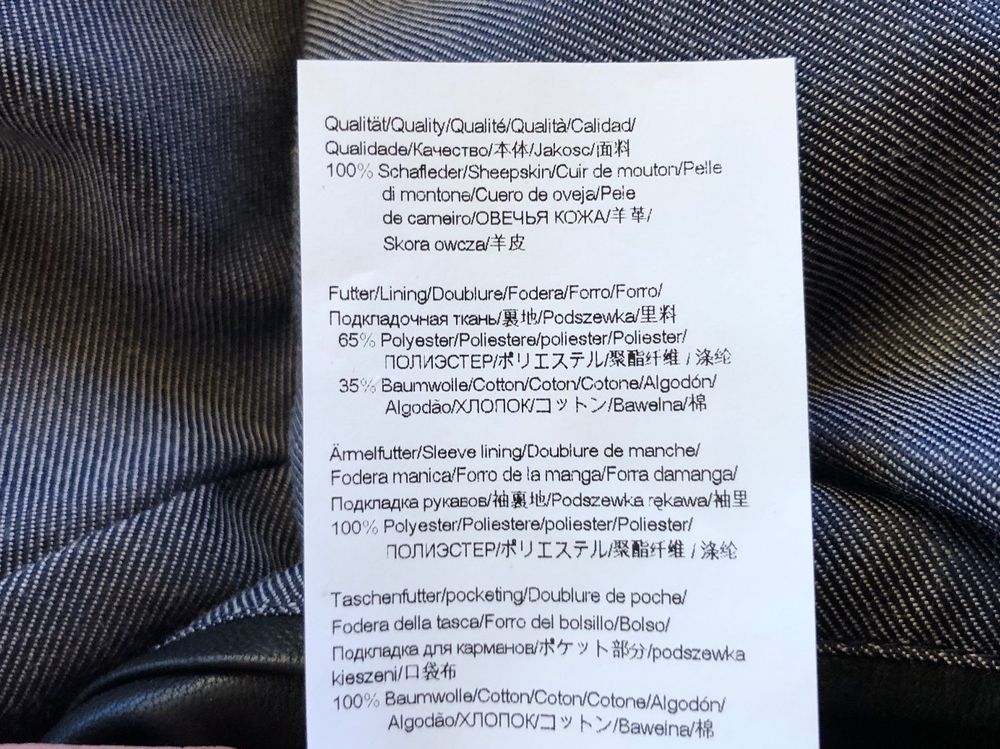 Qualität/Quality/Qualité/Qualità/Calidad/
Qualidade/Качество/本体/Jakosc/面料
100% Schafleder/Sheepskin/Cuir de mouton/Pelle
di montone/Cuero de oveja/Pele
de carneiro/ОВЕЧЬЯ КОЖА/羊革/
Skora owcza/羊皮
Futter/Lining/Doublure/Fodera/Forro/Forro/
Подкладочная ткань/裏地/Podszewka/里料
65% Polyester/Poliestere/poliester/Poliester/
ПОЛИЭСТЕР/ポリエステル/聚酯纤维 / 涤纶
35% Baumwolle/Cotton/Coton/Cotone/Algodón/
Algodão/ХЛОПОК/コットン/Bawelna/棉
Ärmelfutter/Sleeve lining/Doublure de manche/
Fodera manica/Forro de la manga/Forra damanga/
Подкладка рукавов/袖裏地/Podszewka rękawa/袖里
100% Polyester/Poliestere/poliester/Poliester/
ПОЛИЭСТЕР/ポリエステル/聚酯纤维 / 涤纶
Taschenfutter/pocketing/Doublure de poche/
Fodera della tasca/Forro del bolsillo/Bolso/
Подкладка для карманов/ポケット部分/podszewka
kieszeni/口袋布
100% Baumwolle/Cotton/Coton/Cotone/Algodón/
Algodão/ХЛОПОК/コットン/Bawelna/棉